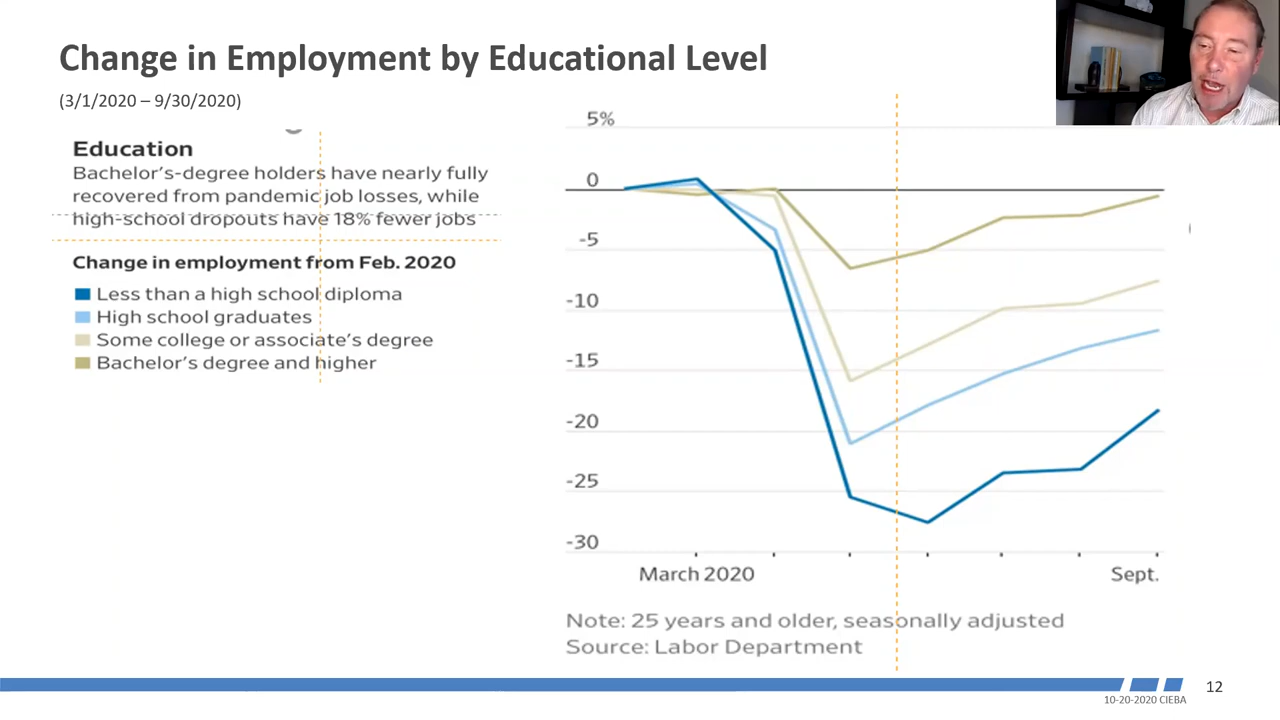 Change in Employment by Educational Level
(3/1/2020 – 9/30/2020)
Education
Bachelor's-degree holders have nearly fully
recovered from pandemic job losses, while
high-school dropouts have 18% fewer jobs
Change in employment from Feb. 2020
Less than a high school diploma
High school graduates
Some college or associate's degree
Bachelor's degree and higher
5%
0
-5
-10
-15
-20
-25
-30
March 2020 Sept.
Note: 25 years and older, seasonally adjusted
Source: Labor Department
12
10-20-2020 CIEBA